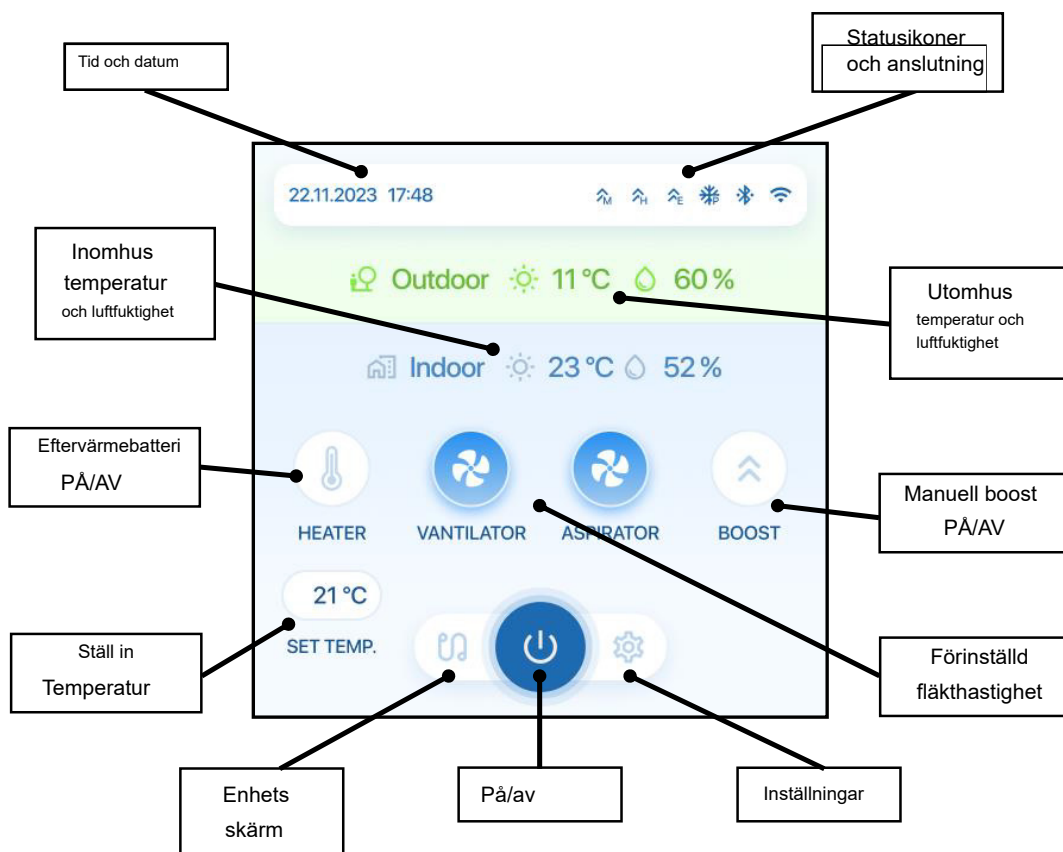 Tid och datum
Statusikoner
och anslutning
22.11.2023 17:48
M H E P
Inomhus
temperatur
och luftfuktighet
Outdoor 11 °C 60 %
Utomhus
temperatur och
luftfuktighet
Indoor 23 °C 52 %
Eftervärmebatteri
PÅ/AV
HEATER VANTILATOR ASPIRATOR BOOST
Manuell boost
PÅ/AV
21 °C
SET TEMP.
Ställ in
Temperatur
Förinställd
fläkthastighet
Enhets
skärm
På/av
Inställningar